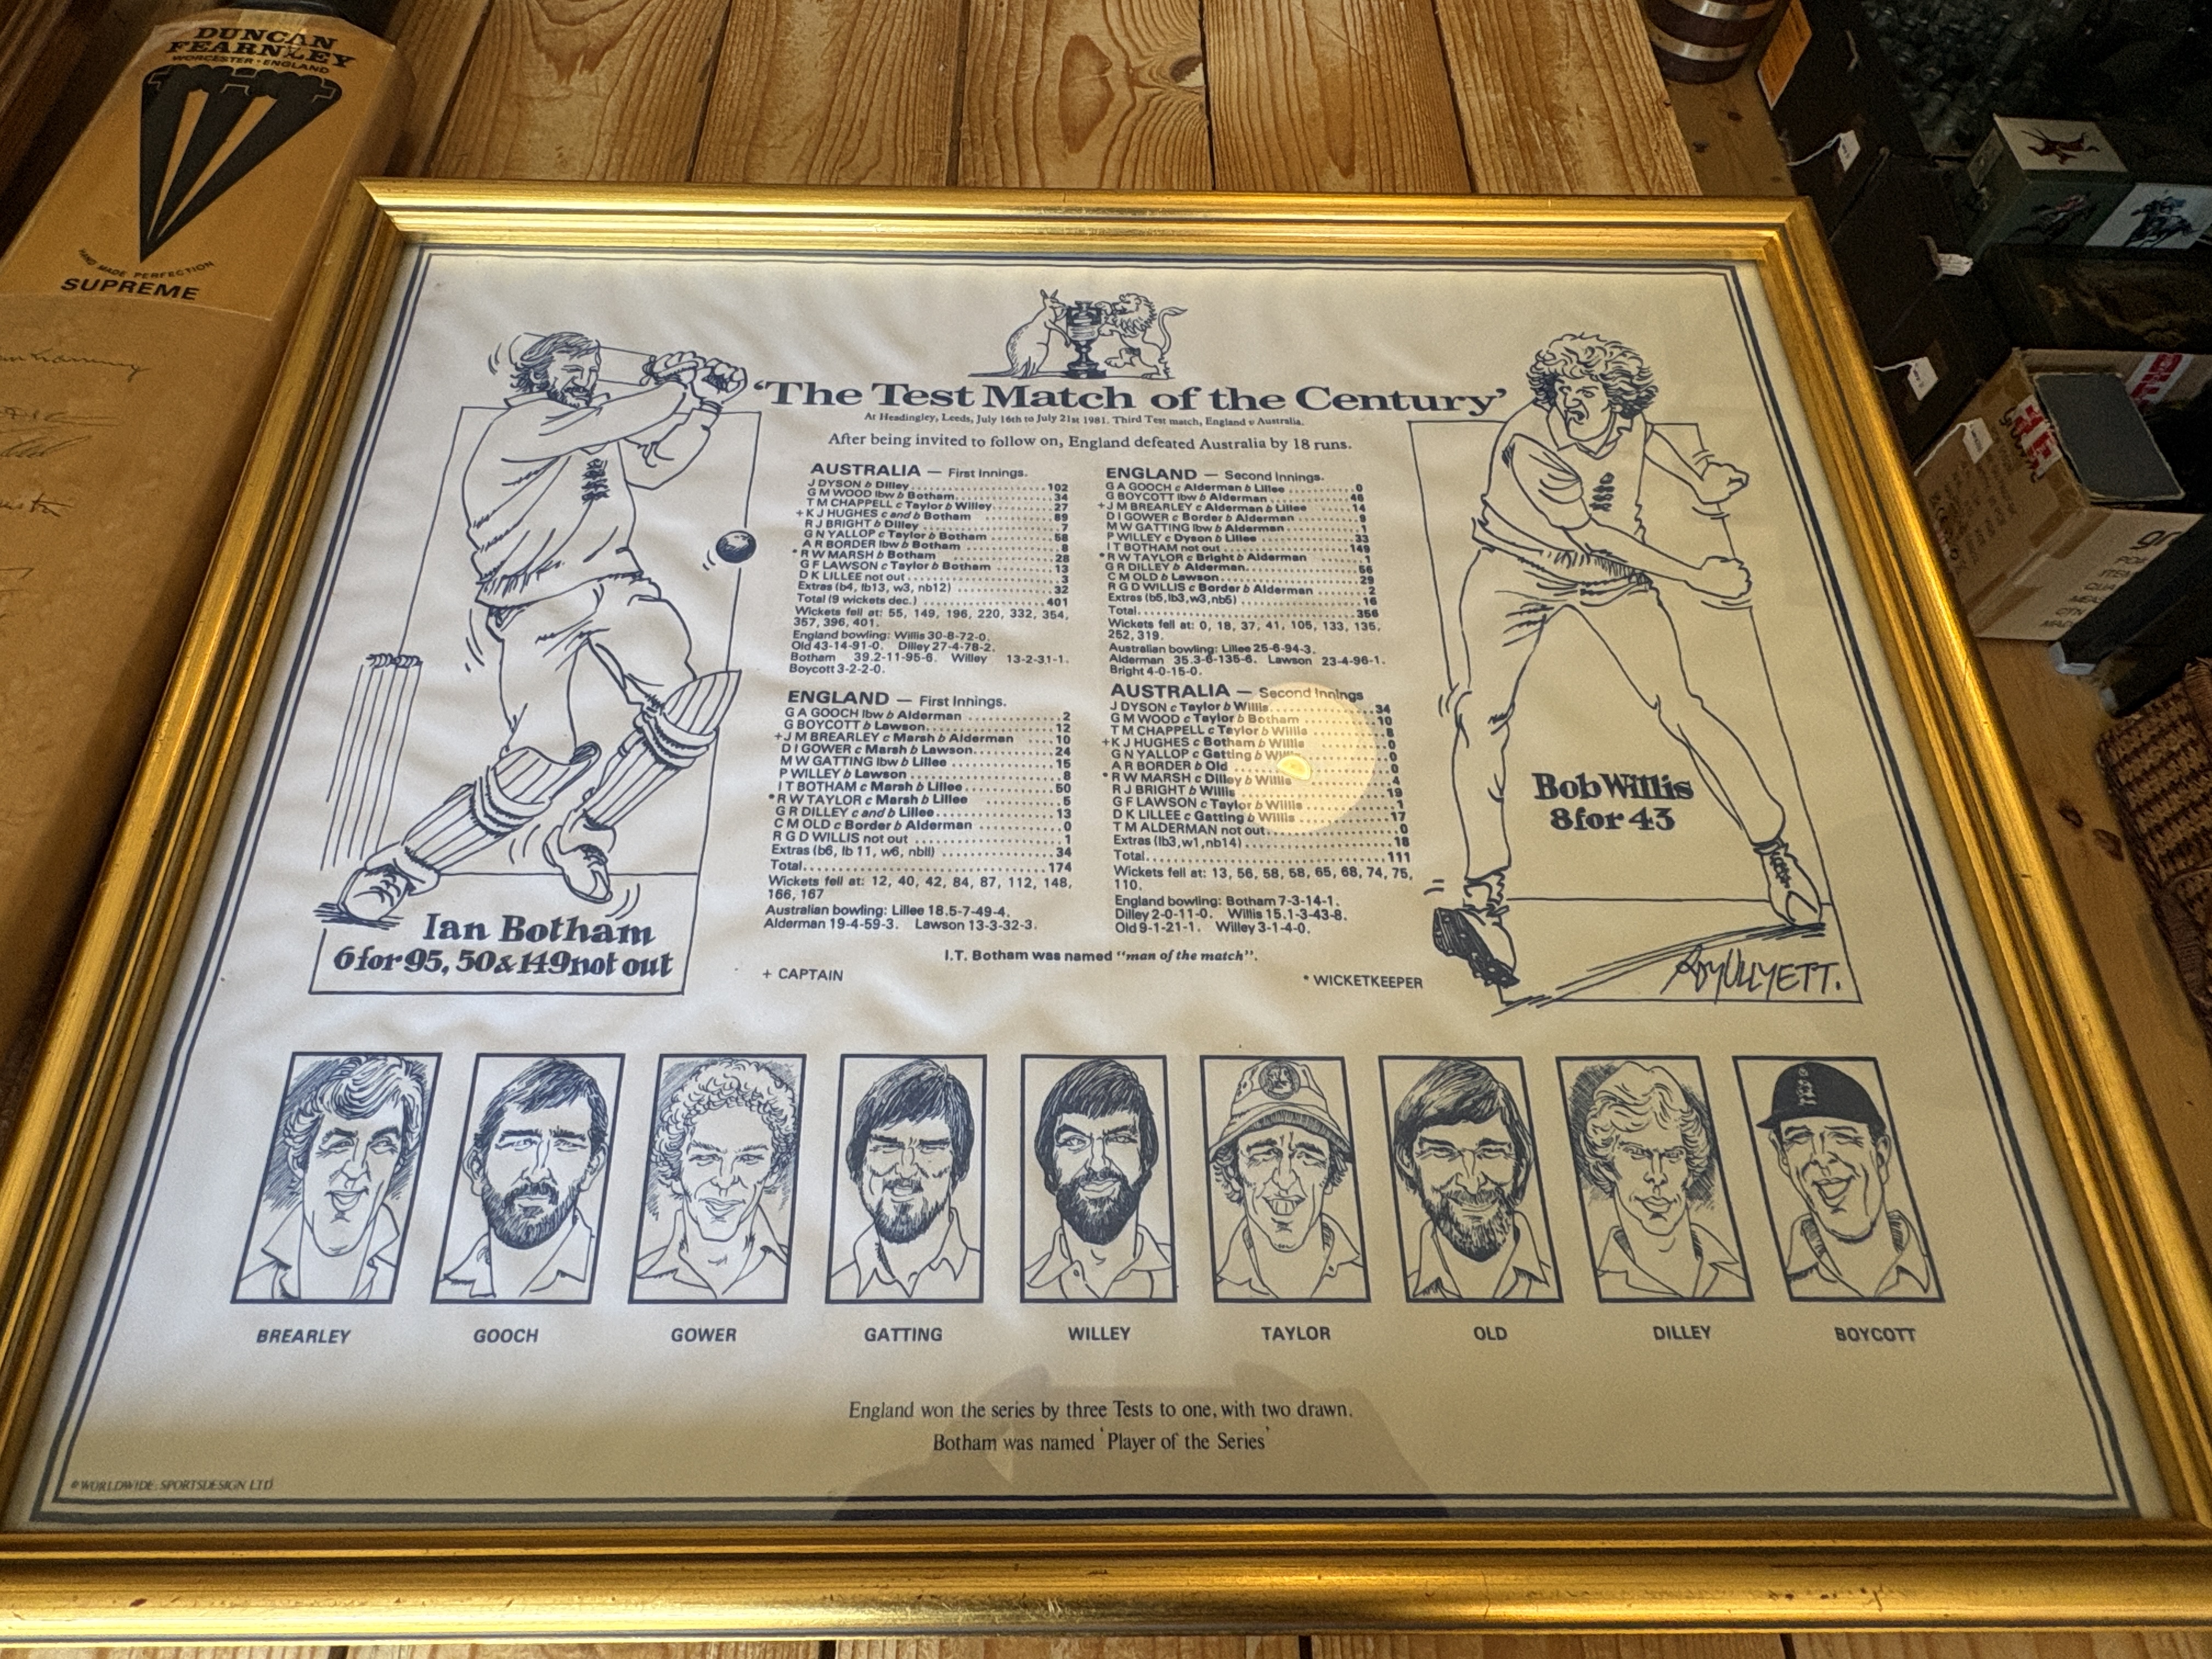 DUNCAN
FEARNLEY
WORCESTER · ENGLAND
HAND MADE PERFECTION
SUPREME
'The Test Match of the Century'
At Headingley, Leeds, July 16th to July 21st 1981. Third Test match, England v Australia.
After being invited to follow on, England defeated Australia by 18 runs.
AUSTRALIA — First Innings.
J DYSON b Dilley 102
G M WOOD lbw b Botham 34
T M CHAPPELL c Taylor b Willey 27
+K J HUGHES c and b Botham 89
R J BRIGHT b Dilley 7
G N YALLOP c Taylor b Botham 58
A R BORDER lbw b Botham 8
*R W MARSH b Botham 28
G F LAWSON c Taylor b Botham 13
D K LILLEE not out 3
Extras (b4, lb13, w3, nb12) 32
Total (9 wickets dec.) 401
Wickets fell at: 55, 149, 196, 220, 332, 354,
357, 396, 401.
England bowling: Willis 30-8-72-0.
Old 43-14-91-0. Dilley 27-4-78-2.
Botham 39.2-11-95-6. Willey 13-2-31-1.
Boycott 3-2-2-0.
ENGLAND — First Innings.
G A GOOCH lbw b Alderman 2
G BOYCOTT b Lawson 12
+J M BREARLEY c Marsh b Alderman 10
D I GOWER c Marsh b Lawson 24
M W GATTING lbw b Lillee 15
P WILLEY b Lawson 8
I T BOTHAM c Marsh b Lillee 50
*R W TAYLOR c Marsh b Lillee 5
G R DILLEY c and b Lillee 13
C M OLD c Border b Alderman 0
R G D WILLIS not out 1
Extras (b6, lb 11, w6, nbll) 34
Total 174
Wickets fell at: 12, 40, 42, 84, 87, 112, 148,
166, 167
Australian bowling: Lillee 18.5-7-49-4.
Alderman 19-4-59-3. Lawson 13-3-32-3.
ENGLAND — Second Innings.
G A GOOCH c Alderman b Lillee 0
G BOYCOTT lbw b Alderman 46
+J M BREARLEY c Alderman b Lillee 14
D I GOWER c Border b Alderman 9
M W GATTING lbw b Alderman 1
P WILLEY c Dyson b Lillee 33
I T BOTHAM not out 149
*R W TAYLOR c Bright b Alderman 1
G R DILLEY b Alderman 56
C M OLD b Lawson 29
R G D WILLIS c Border b Alderman 2
Extras (b5,lb3,w3,nb5) 16
Total 356
Wickets fell at: 0, 18, 37, 41, 105, 133, 135,
252, 319.
Australian bowling: Lillee 25-6-94-3.
Alderman 35.3-6-135-6. Lawson 23-4-96-1.
Bright 4-0-15-0.
AUSTRALIA — Second Innings
J DYSON c Taylor b Willis 34
G M WOOD c Taylor b Botham 10
T M CHAPPELL c Taylor b Willis 8
+K J HUGHES c Botham b Willis 0
G N YALLOP c Gatting b Willis 0
A R BORDER b Old 0
*R W MARSH c Dilley b Willis 4
R J BRIGHT b Willis 19
G F LAWSON c Taylor b Willis 1
D K LILLEE c Gatting b Willis 17
T M ALDERMAN not out 0
Extras (lb3,w1,nb14) 18
Total 111
Wickets fell at: 13, 56, 58, 58, 65, 68, 74, 75,
110.
England bowling: Botham 7-3-14-1.
Dilley 2-0-11-0. Willis 15.1-3-43-8.
Old 9-1-21-1. Willey 3-1-4-0.
I.T. Botham was named "man of the match".
+ CAPTAIN
* WICKETKEEPER
Ian Botham
6 for 95, 50 & 149 not out
Bob Willis
8 for 43
Roy Ullyett.
BREARLEY
GOOCH
GOWER
GATTING
WILLEY
TAYLOR
OLD
DILLEY
BOYCOTT
England won the series by three Tests to one, with two drawn.
Botham was named 'Player of the Series'
© WORLDWIDE SPORTSDESIGN LTD